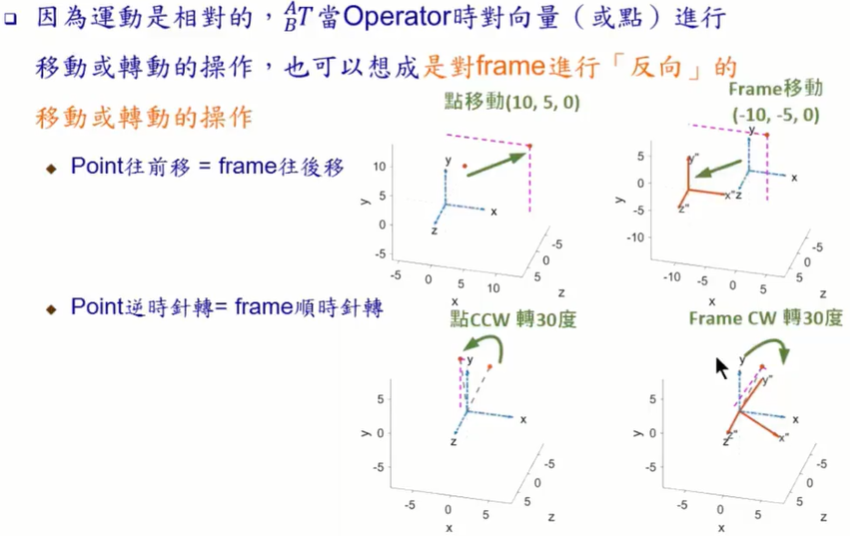 因為運動是相對的，ᴬ_BT當Operator時對向量（或點）進行
移動或轉動的操作，也可以想成是對frame進行「反向」的
移動或轉動的操作
點移動(10, 5, 0)
Frame移動
(-10, -5, 0)
Point往前移 = frame往後移
y
x
z
10
5
0
-5
y
-5
0
5
10
x
-5
0
5
z
y
x
z
y"
x"
z"
5
0
-5
-10
y
-10
-5
0
5
x
-5
0
5
z
Point逆時針轉= frame順時針轉
點CCW 轉30度
Frame CW 轉30度
y
x
z
5
0
-5
y
-5
0
5
x
-5
0
5
z
y
x
z
y"
x"
z"
5
0
-5
y
-5
0
5
x
-5
0
5
z